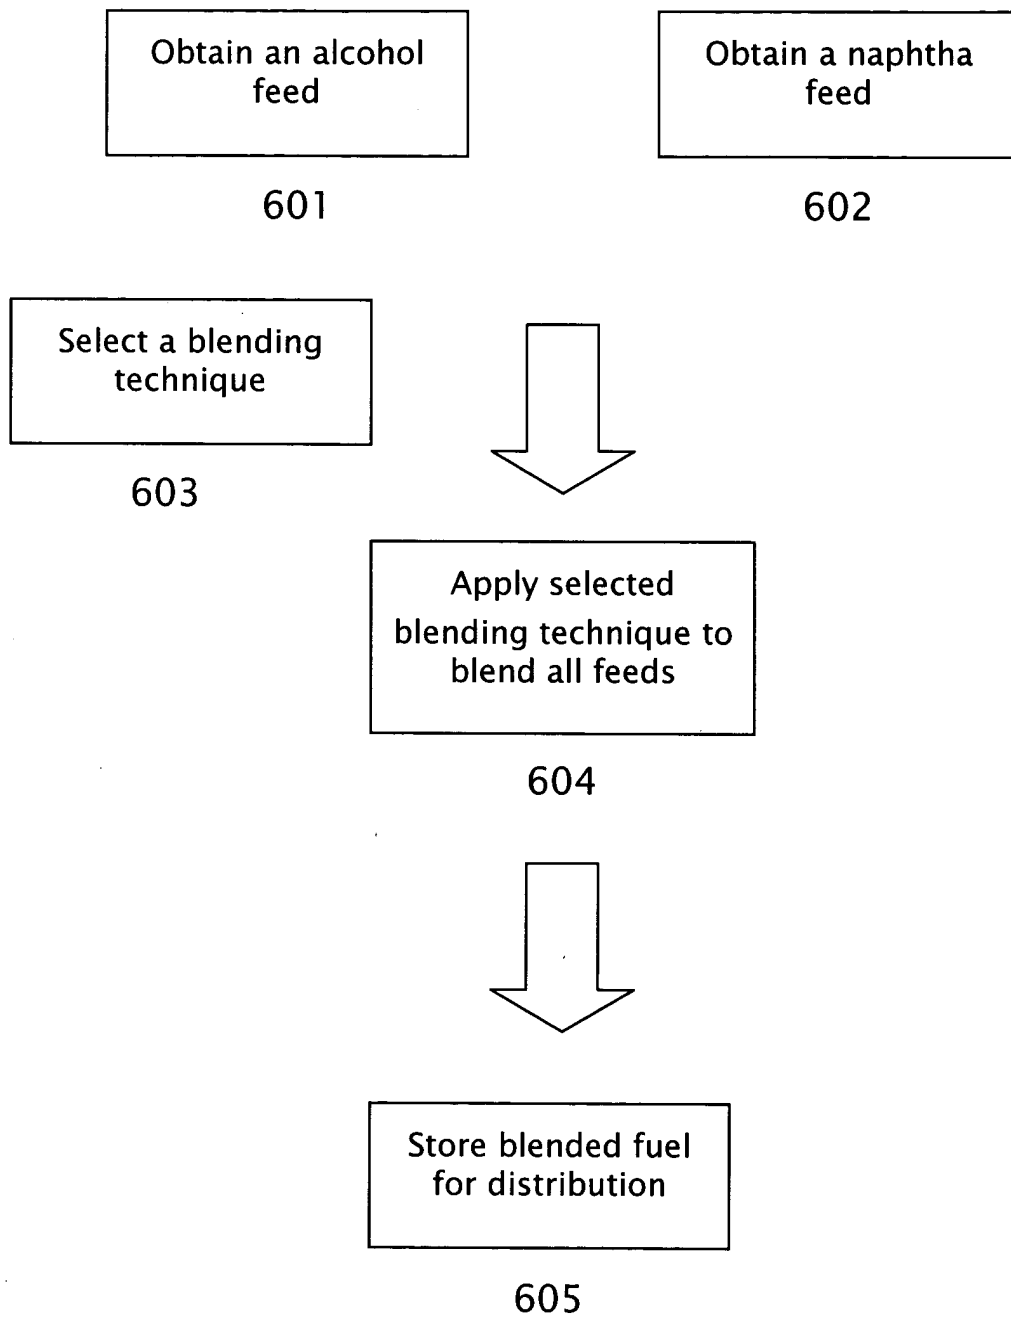 Obtain an alcohol
feed
601
Obtain a naphtha
feed
602
Select a blending
technique
603
Apply selected
blending technique to
blend all feeds
604
Store blended fuel
for distribution
605